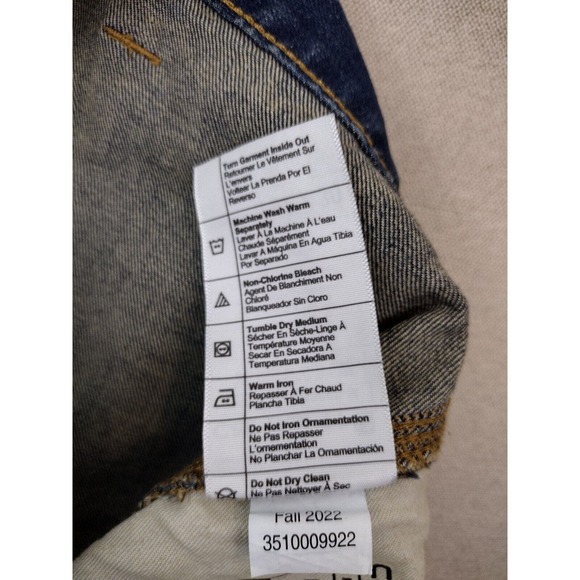 Turn Garment Inside Out
Retourner Le Vêtement Sur
L'envers
Voltear La Prenda Por El
Reverso
Machine Wash Warm
Separately
Laver À La Machine À L'eau
Chaude Séparément
Lavar A Máquina En Agua Tibia
Por Separado
Non-Chlorine Bleach
Agent De Blanchiment Non
Chloré
Blanqueador Sin Cloro
Tumble Dry Medium
Sécher En Sèche-Linge À
Température Moyenne
Secar En Secadora A
Temperatura Mediana
Warm Iron
Repasser À Fer Chaud
Plancha Tibia
Do Not Iron Ornamentation
Ne Pas Repasser
L'ornementation
No Planchar La Ornamentación
Do Not Dry Clean
Ne Pas Nettoyer À Sec
Fall 2022
3510009922